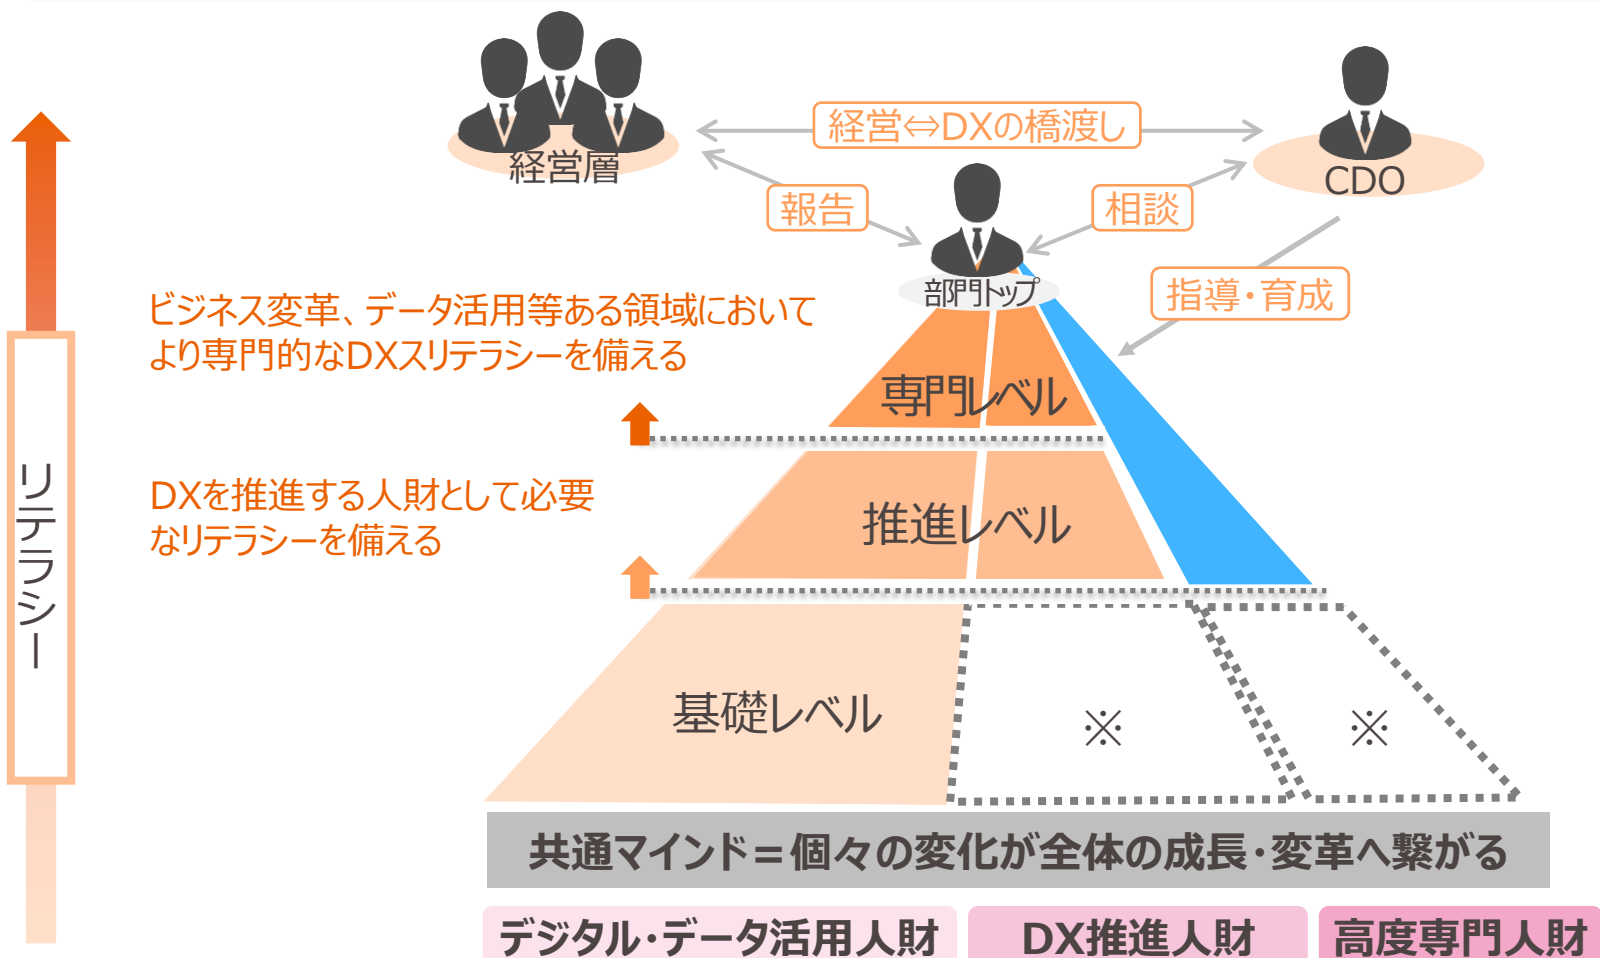 経営層
経営⇔DXの橋渡し
CDO
報告
相談
部門トップ
指導・育成
ビジネス変革、データ活用等ある領域において
より専門的なDXスリテラシーを備える
専門レベル
DXを推進する人財として必要
なリテラシーを備える
推進レベル
リテラシー
基礎レベル
※
※
共通マインド＝個々の変化が全体の成長・変革へ繋がる
デジタル・データ活用人財
DX推進人財
高度専門人財